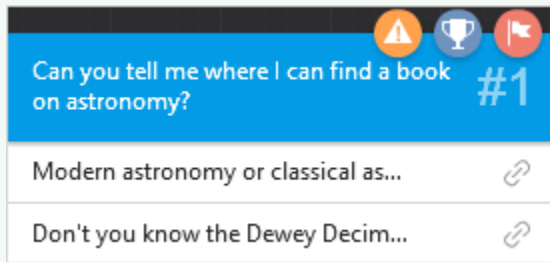 Can you tell me where I can find a book
on astronomy?
#1
Modern astronomy or classical as...
Don't you know the Dewey Decim...